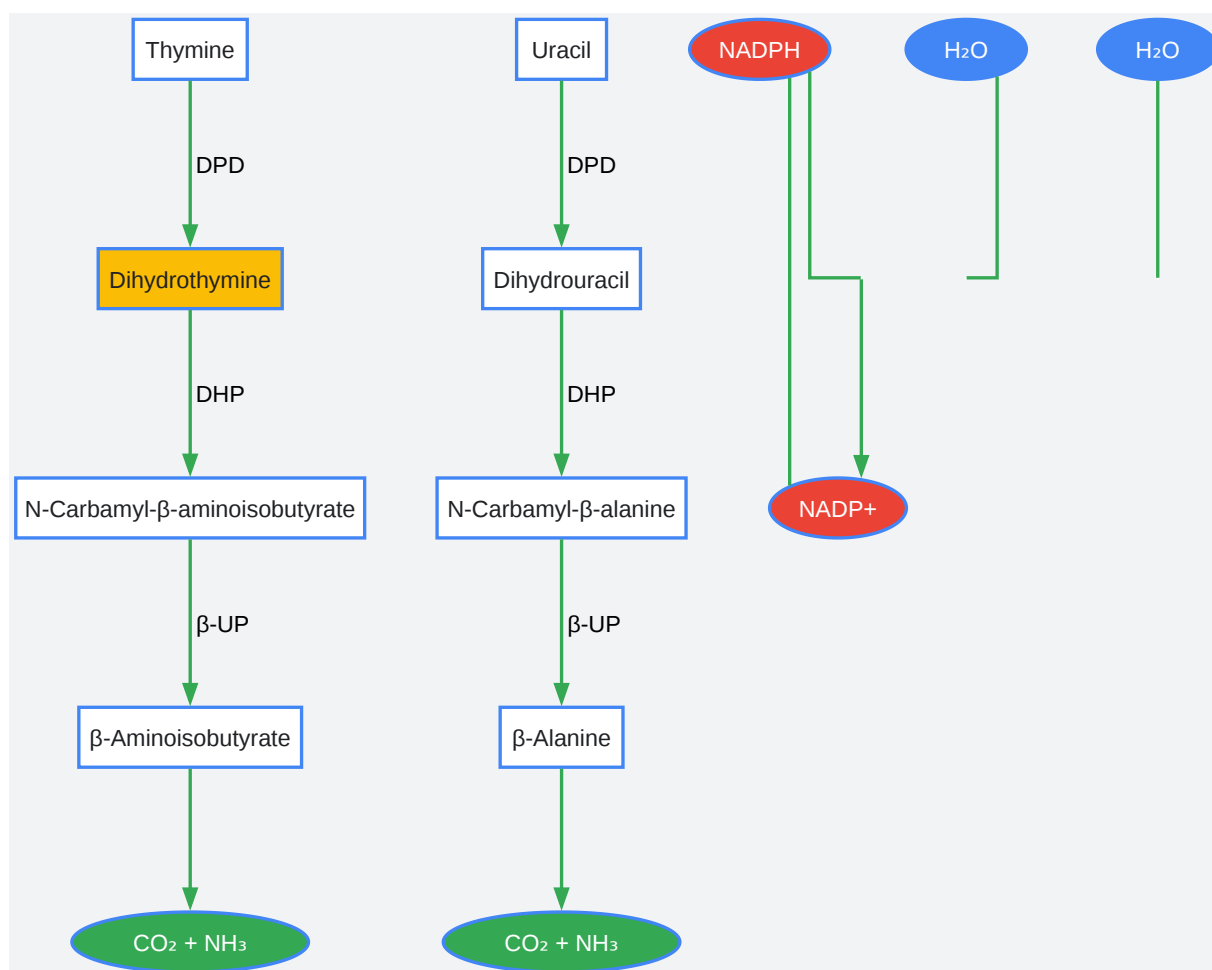 Thymine
Uracil
NADPH
H₂O
H₂O
DPD
DPD
Dihydrothymine
Dihydrouracil
DHP
DHP
N-Carbamyl-β-aminoisobutyrate
N-Carbamyl-β-alanine
NADP+
β-UP
β-UP
β-Aminoisobutyrate
β-Alanine
CO₂ + NH₃
CO₂ + NH₃